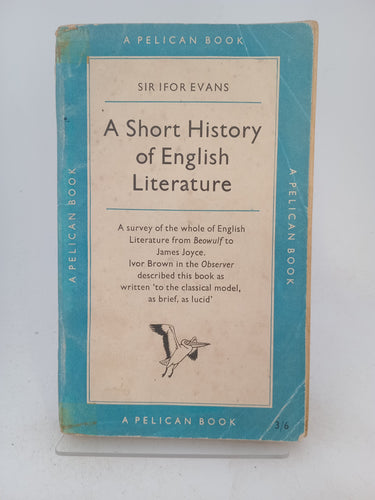 A PELICAN BOOK
SIR IFOR EVANS
A Short History
of English
Literature
A PELICAN BOOK
A PELICAN BOOK
A survey of the whole of English
Literature from Beowulf to
James Joyce.
Ivor Brown in the Observer
described this book as
written 'to the classical model,
as brief, as lucid'
A PELICAN BOOK
3/6